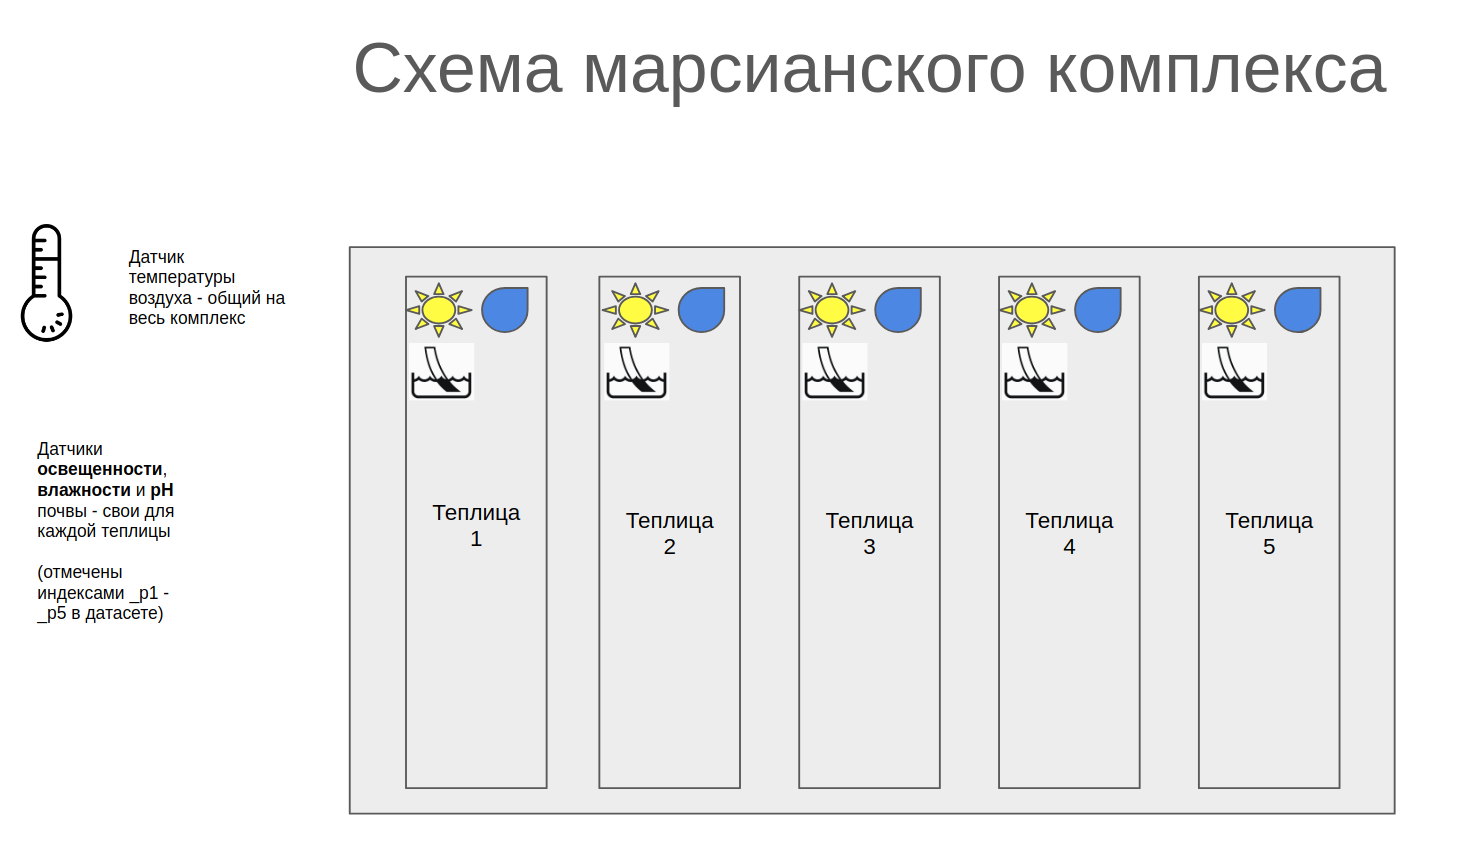 Схема марсианского комплекса
Датчик
температуры
воздуха - общий на
весь комплекс
Датчики
освещенности,
влажности и pH
почвы - свои для
каждой теплицы
(отмечены
индексами _p1 -
_p5 в датасете)
Теплица
1
Теплица
2
Теплица
3
Теплица
4
Теплица
5